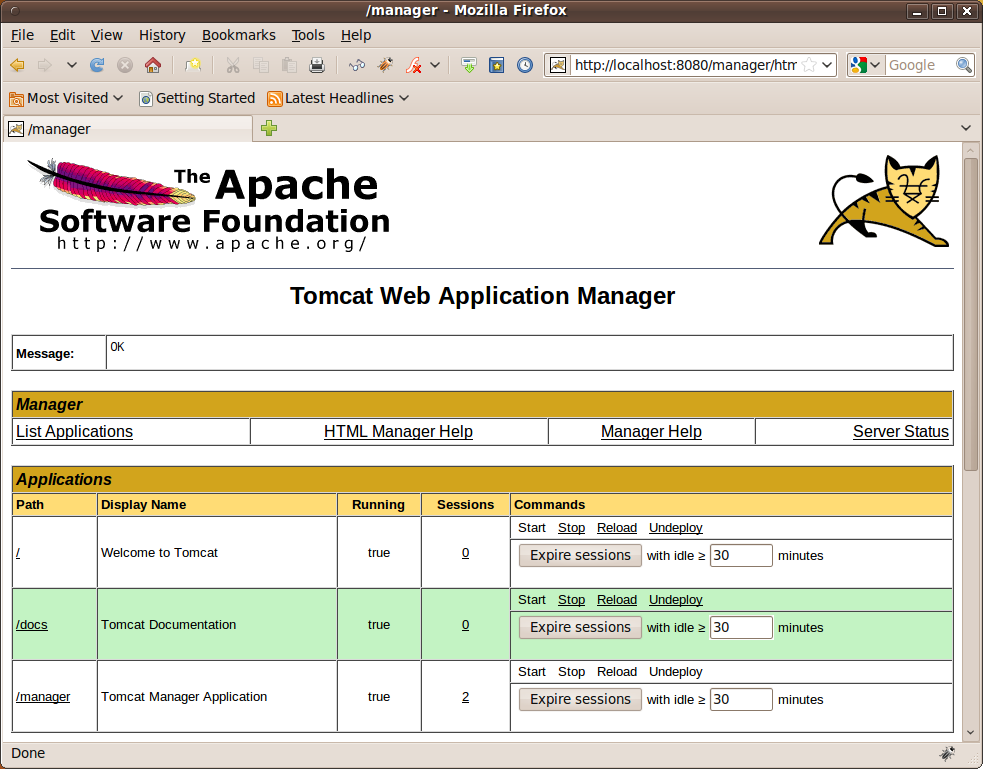 /manager - Mozilla Firefox
File Edit View History Bookmarks Tools Help
http://localhost:8080/manager/htm Google
Most Visited Getting Started Latest Headlines
/manager
The Apache
Software Foundation
http://www.apache.org/
Tomcat Web Application Manager
Message: OK
Manager
List Applications HTML Manager Help Manager Help Server Status
Applications
Path Display Name Running Sessions Commands
Start Stop Reload Undeploy
/ Welcome to Tomcat true 0 Expire sessions with idle ≥ 30 minutes
Start Stop Reload Undeploy
/docs Tomcat Documentation true 0 Expire sessions with idle ≥ 30 minutes
Start Stop Reload Undeploy
/manager Tomcat Manager Application true 2 Expire sessions with idle ≥ 30 minutes
Done